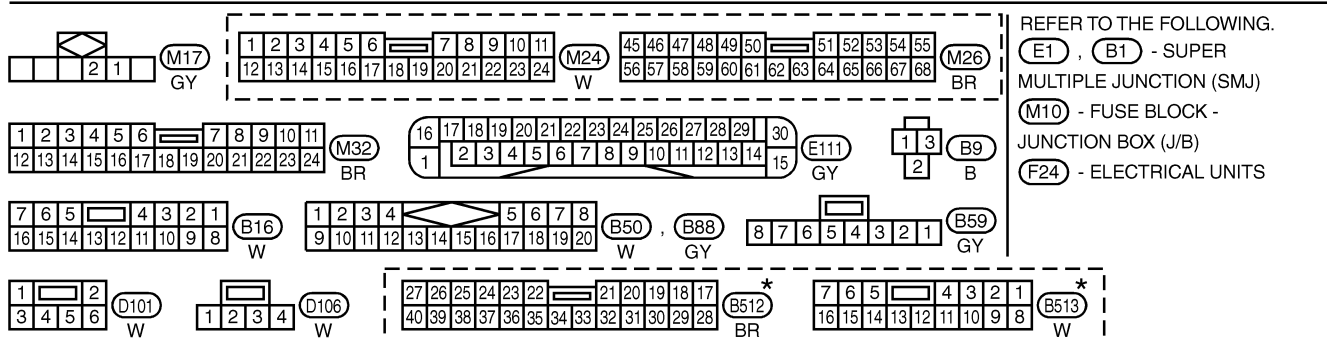 2 1
M17
GY
1 2 3 4 5 6 7 8 9 10 11
12 13 14 15 16 17 18 19 20 21 22 23 24
M24
W
45 46 47 48 49 50 51 52 53 54 55
56 57 58 59 60 61 62 63 64 65 66 67 68
M26
BR
REFER TO THE FOLLOWING.
E1 , B1 - SUPER
MULTIPLE JUNCTION (SMJ)
M10 - FUSE BLOCK -
JUNCTION BOX (J/B)
F24 - ELECTRICAL UNITS
1 2 3 4 5 6 7 8 9 10 11
12 13 14 15 16 17 18 19 20 21 22 23 24
M32
BR
16 17 18 19 20 21 22 23 24 25 26 27 28 29 30
1 2 3 4 5 6 7 8 9 10 11 12 13 14 15
E111
GY
1 3
2
B9
B
7 6 5 4 3 2 1
16 15 14 13 12 11 10 9 8
B16
W
1 2 3 4 5 6 7 8
9 10 11 12 13 14 15 16 17 18 19 20
B50 , B88
W GY
8 7 6 5 4 3 2 1
B59
GY
1 2
3 4 5 6
D101
W
1 2 3 4
D106
W
27 26 25 24 23 22 21 20 19 18 17
40 39 38 37 36 35 34 33 32 31 30 29 28
B512 *
BR
7 6 5 4 3 2 1
16 15 14 13 12 11 10 9 8
B513 *
W